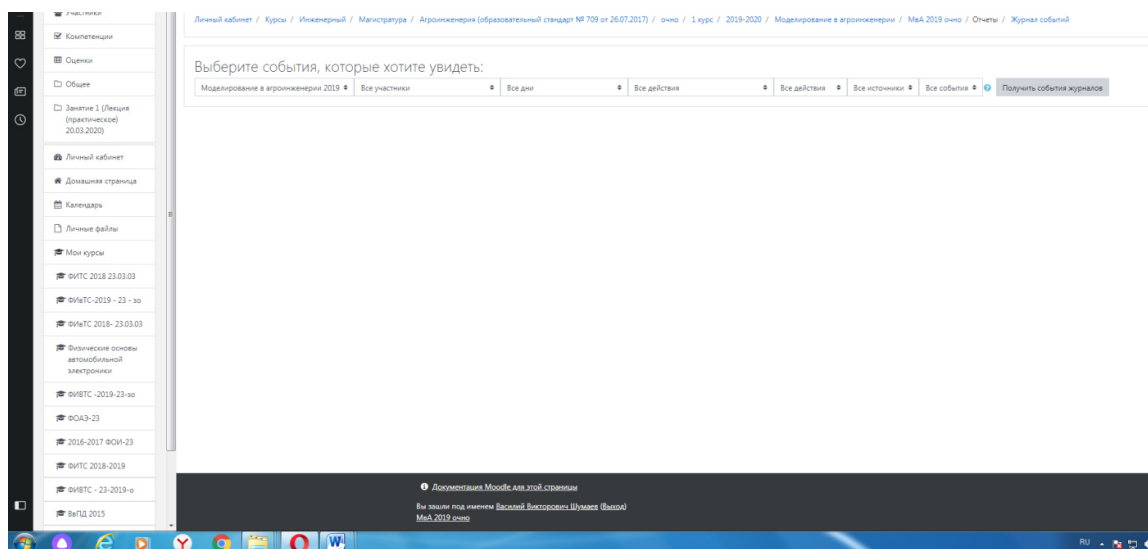 Участники
Компетенции
Оценки
Общее
Занятие 1 (Лекция
(практическое)
20.03.2020)
Личный кабинет
Домашняя страница
Календарь
Личные файлы
Мои курсы
ФИТС 2018 23.03.03
ФИвТС-2019 - 23 - зо
ФИвТС 2018- 23.03.03
Физические основы
автомобильной
электроники
ФИВТС -2019-23-зо
ФОАЭ-23
2016-2017 ФОИ-23
ФИТС 2018-2019
ФИВТС - 23-2019-о
ВвПД 2015
Личный кабинет / Курсы / Инженерный / Магистратура / Агроинженерия (образовательный стандарт № 709 от 26.07.2017) / очно / 1 курс / 2019-2020 / Моделирование в агроинженерии / МвА 2019 очно / Отчеты / Журнал событий
Выберите события, которые хотите увидеть:
Моделирование в агроинженерии 2019 Все участники Все дни Все действия Все действия Все источники Все события Получить события журналов
Документация Moodle для этой страницы
Вы зашли под именем Василий Викторович Шумаев (Выход)
МвА 2019 очно
RU